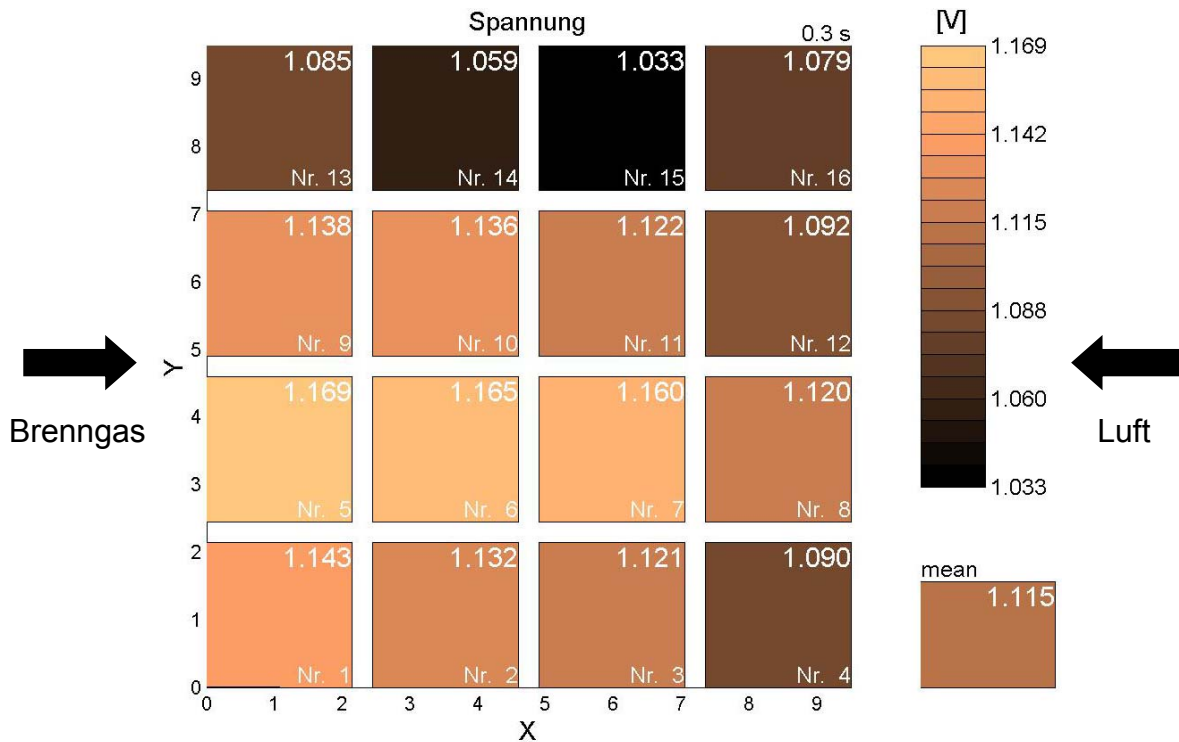 Spannung
0.3 s
[V]
9
8
7
6
5
4
3
2
1
0
Y
1.085
1.059
1.033
1.079
Nr. 13
Nr. 14
Nr. 15
Nr. 16
1.138
1.136
1.122
1.092
Nr. 9
Nr. 10
Nr. 11
Nr. 12
1.169
1.165
1.160
1.120
Nr. 5
Nr. 6
Nr. 7
Nr. 8
1.143
1.132
1.121
1.090
Nr. 1
Nr. 2
Nr. 3
Nr. 4
0
1
2
3
4
5
6
7
8
9
X
Brenngas
1.169
1.142
1.115
1.088
1.060
1.033
Luft
mean
1.115